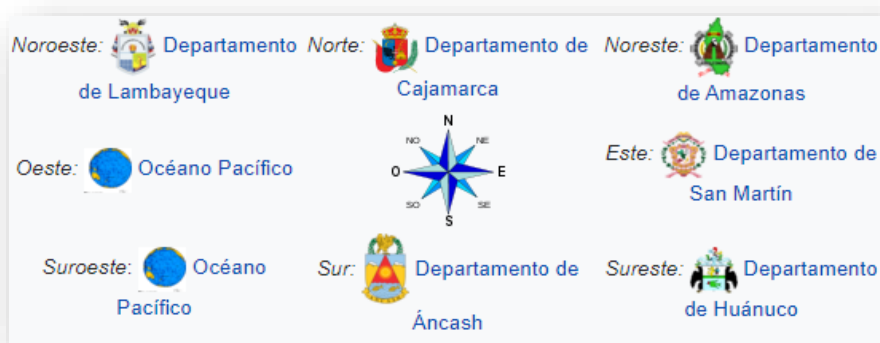 Noroeste: Departamento Norte: Departamento de Noreste: Departamento
de Lambayeque Cajamarca de Amazonas
N
NO NE
Oeste: Océano Pacífico O E Este: Departamento de
San Martín
SO SE
S
Suroeste: Océano Sur: Departamento de Sureste: Departamento
Pacífico Áncash de Huánuco